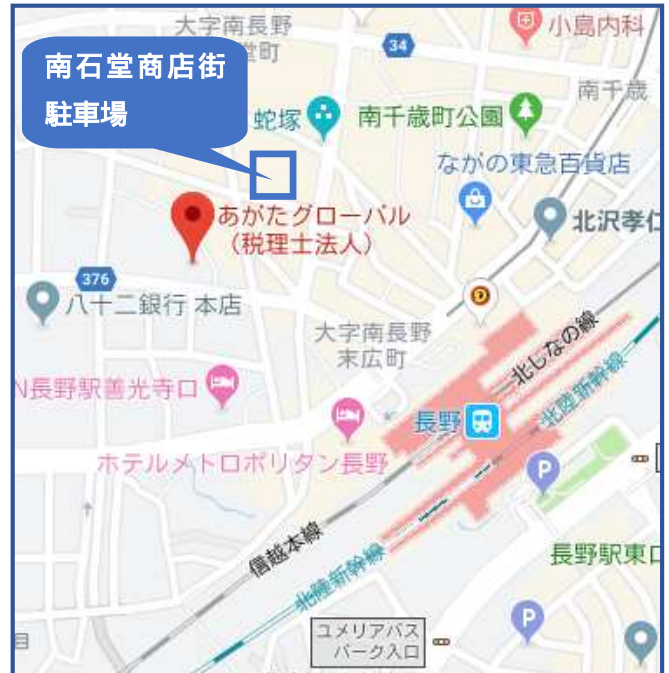 大字南長野
堂町
34
小島内科
南石堂商店街
駐車場
南千歳
蛇塚
南千歳町公園
ながの東急百貨店
あがたグローバル
（税理士法人）
北沢孝仁
376
八十二銀行 本店
大字南長野
末広町
北しなの線
N長野駅善光寺口
長野
北陸新幹線
ホテルメトロポリタン長野
P
信越本線
長野駅東口
北陸新幹線
P
ユメリアバス
パーク入口